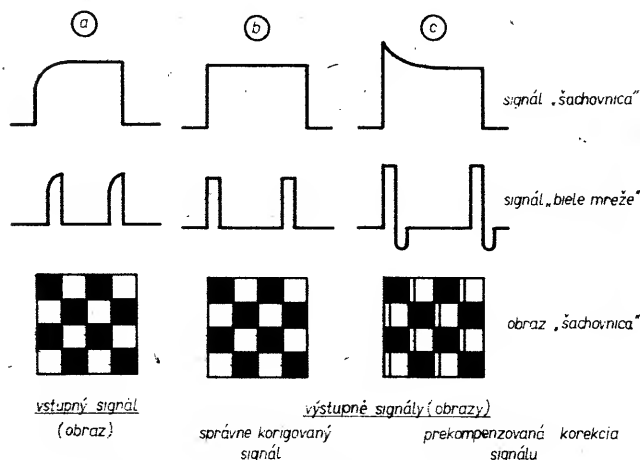 a
b
c
signál „šachovnica"
signál „biele mreže"
obraz „šachovnica"
vstupný signál
(obraz)
výstupné signály (obrazy)
správne korigovaný
signál
prekompenzovaná korekcia
signálu